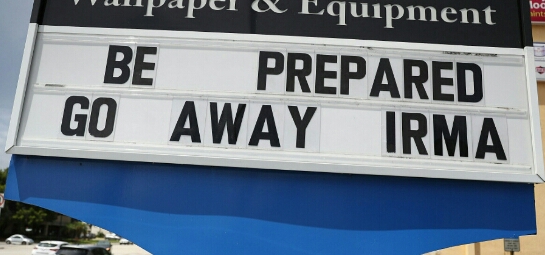 Wallpaper & Equipment
BE PREPARED
GO AWAY IRMA